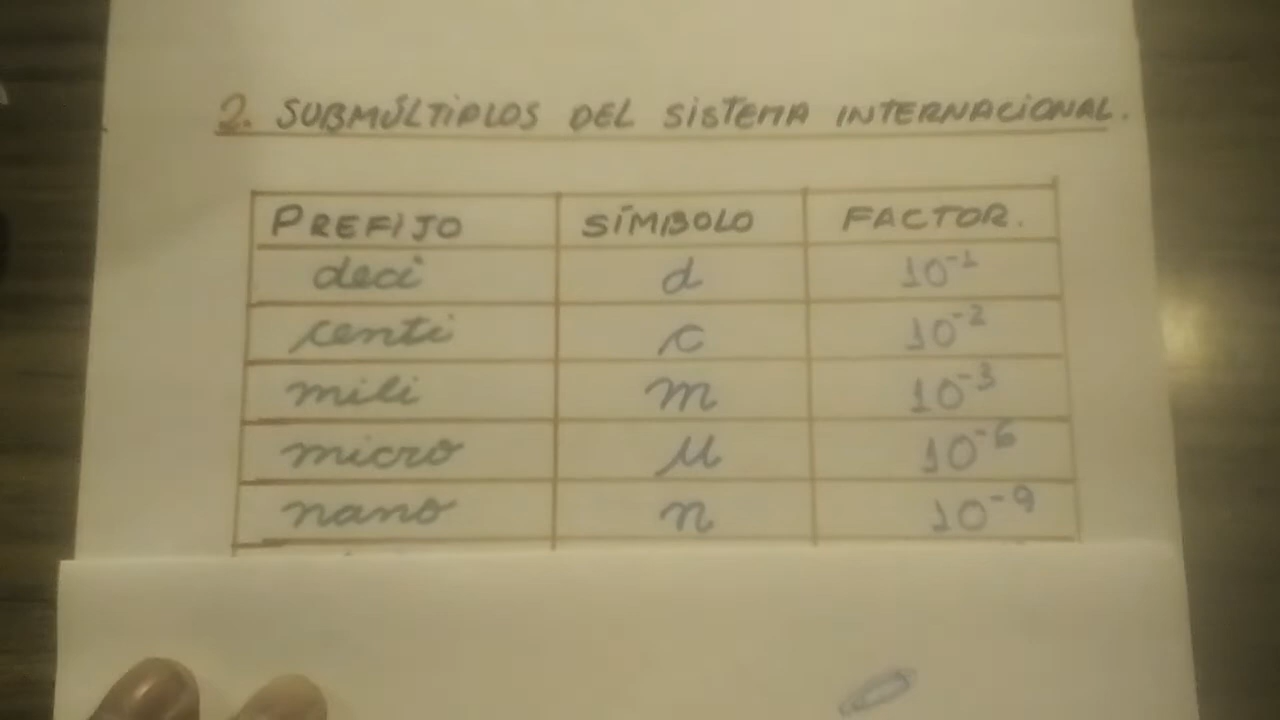 2. SUBMÚLTIPLOS DEL SISTEMA INTERNACIONAL.
PREFIJO SÍMBOLO FACTOR.
deci d 10⁻¹
centi c 10⁻²
mili m 10⁻³
micro μ 10⁻⁶
nano n 10⁻⁹